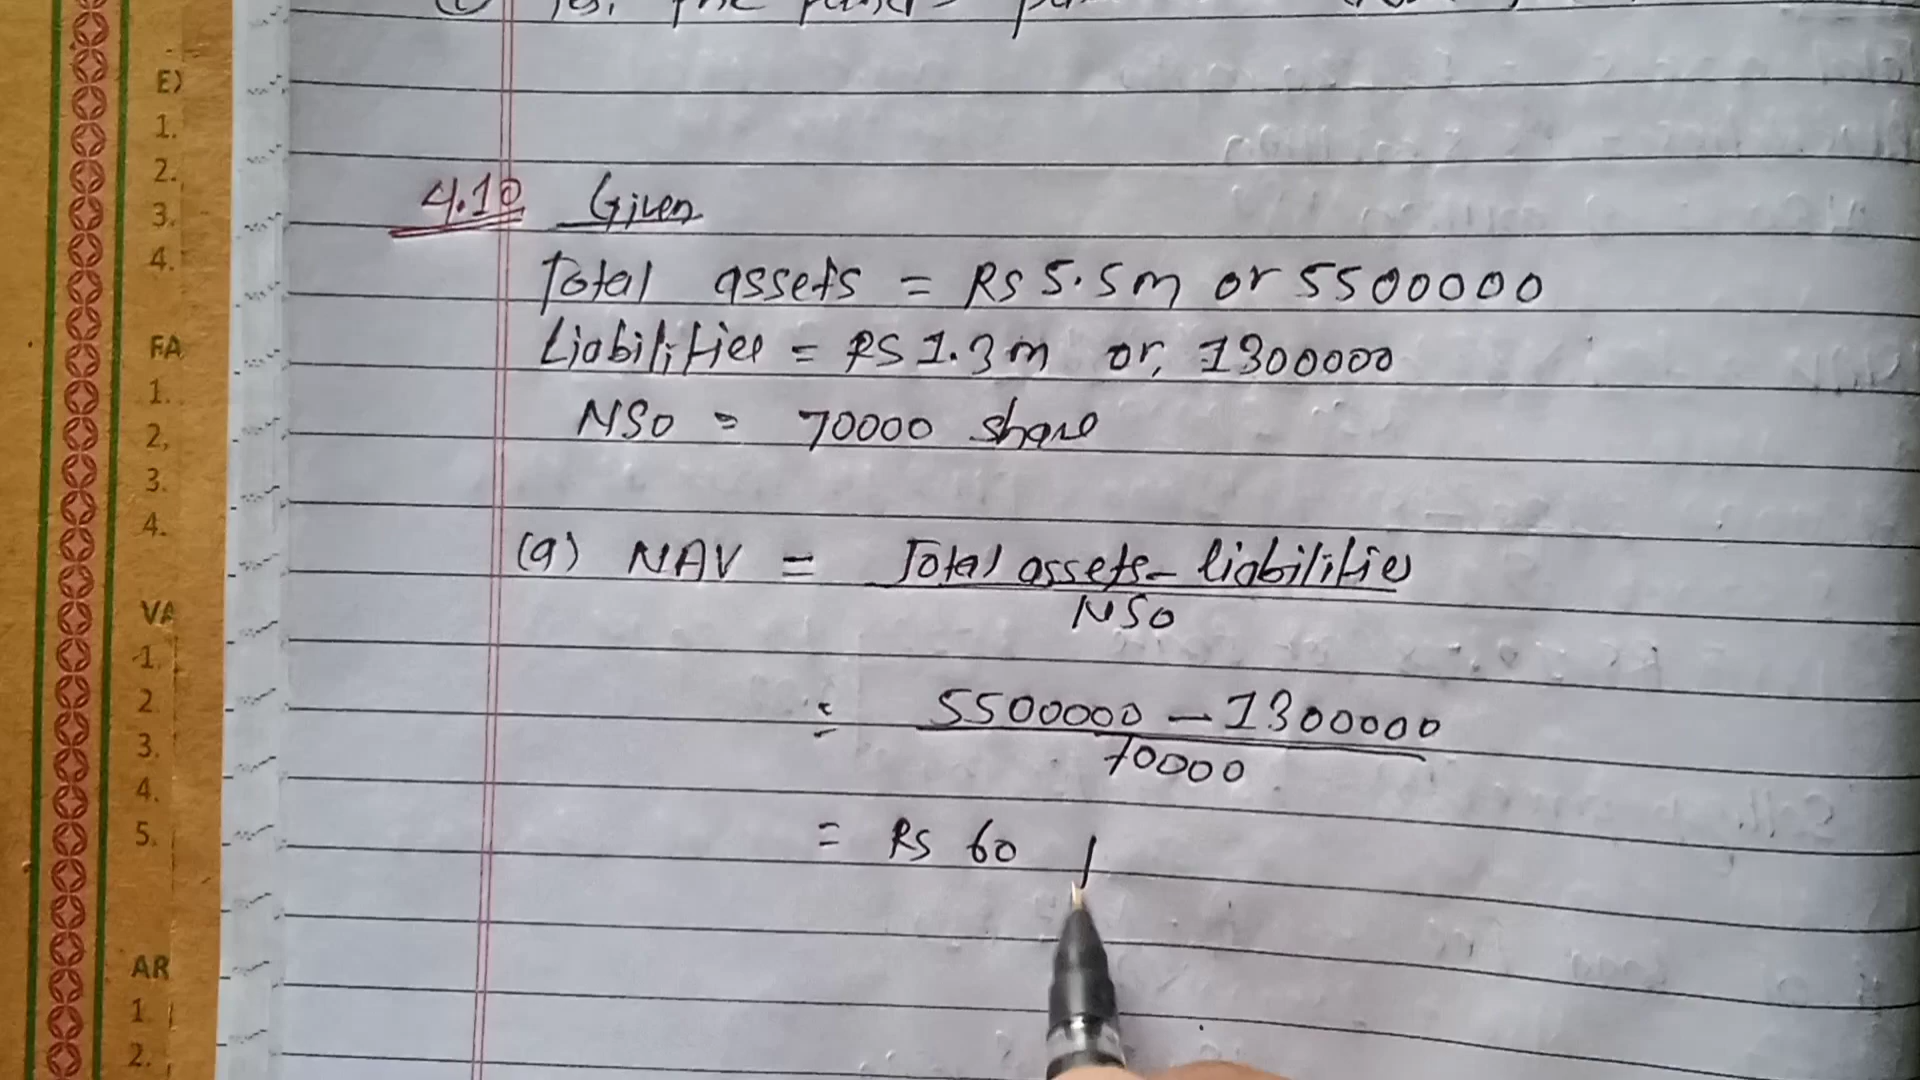 E)
1.
2.
3.
4.
FA
1.
2,
3.
4.
VA
1.
2
3.
4.
5.
AR
1
2.
4.10 Given
Total assets = Rs 5.5m or 5500000
Liabilities = RS 1.3m or, 1300000
NSO = 70000 share
(a) NAV = Total assets - liabilities
NSO
= 5500000 - 1300000
70000
= RS 60